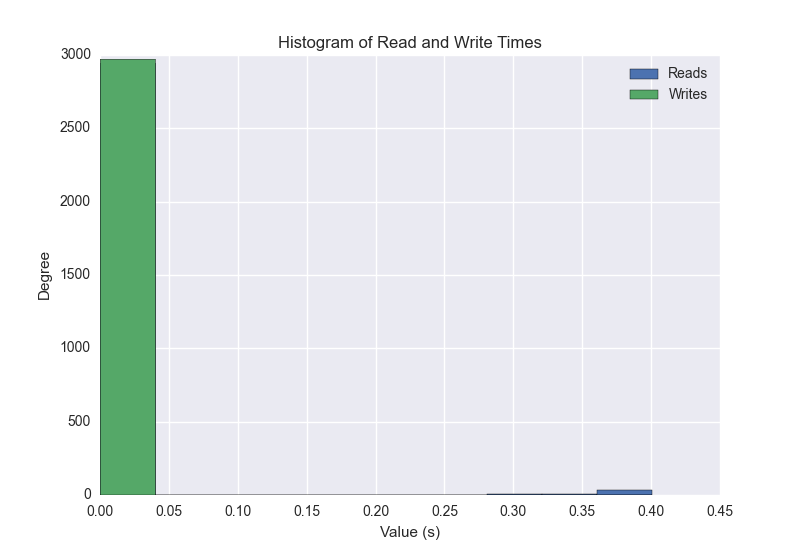 Histogram of Read and Write Times
Reads
Writes
3000
2500
2000
1500
1000
500
0
Degree
0.00 0.05 0.10 0.15 0.20 0.25 0.30 0.35 0.40 0.45
Value (s)